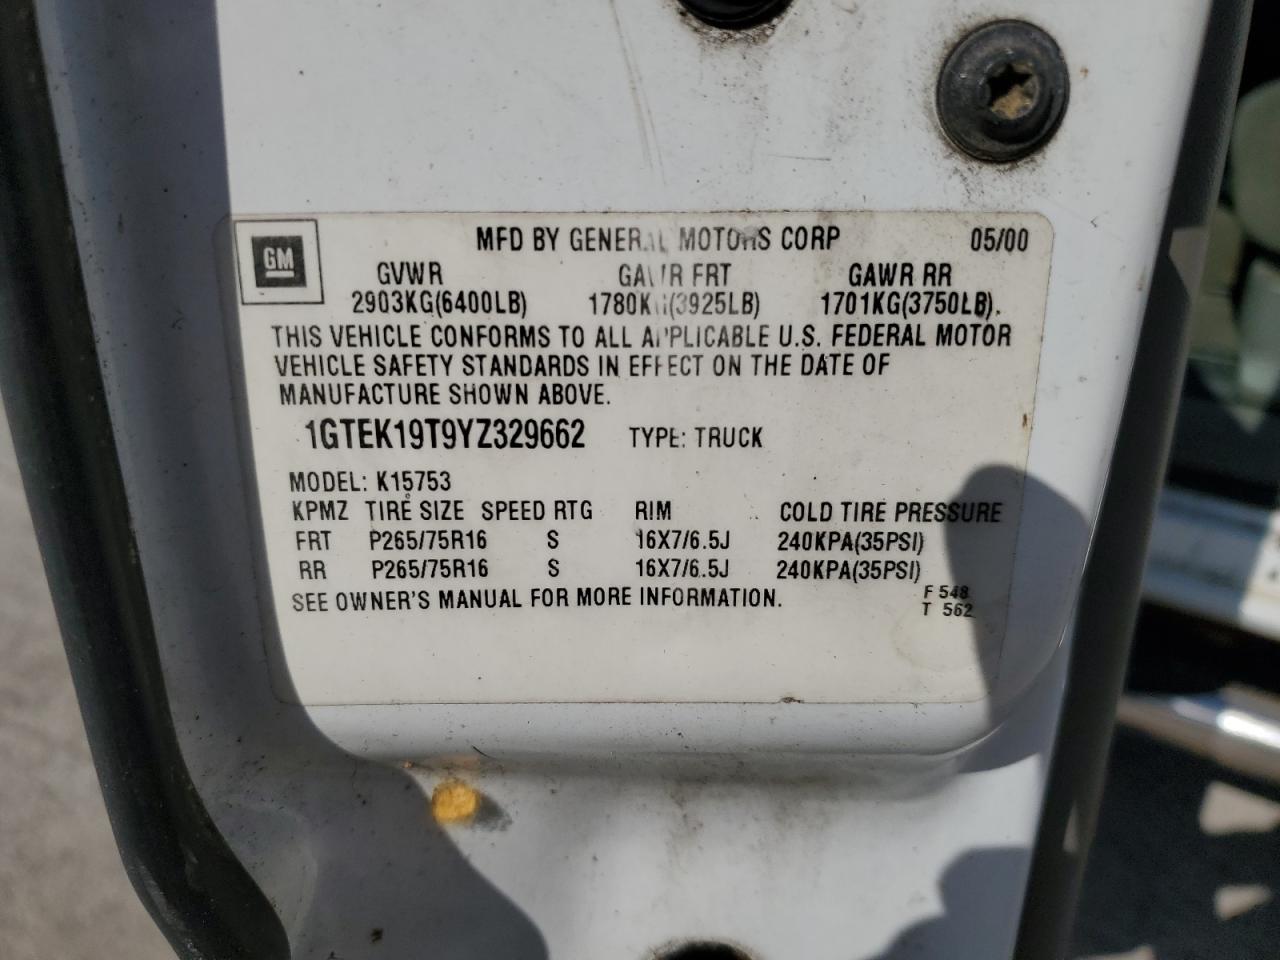 GM
MFD BY GENERAL MOTORS CORP 05/00
GVWR GAWR FRT GAWR RR
2903KG(6400LB) 1780KG(3925LB) 1701KG(3750LB).
THIS VEHICLE CONFORMS TO ALL APPLICABLE U.S. FEDERAL MOTOR
VEHICLE SAFETY STANDARDS IN EFFECT ON THE DATE OF
MANUFACTURE SHOWN ABOVE.
1GTEK19T9YZ329662 TYPE: TRUCK
MODEL: K15753
KPMZ TIRE SIZE SPEED RTG RIM COLD TIRE PRESSURE
FRT P265/75R16 S 16X7/6.5J 240KPA(35PSI)
RR P265/75R16 S 16X7/6.5J 240KPA(35PSI)
SEE OWNER'S MANUAL FOR MORE INFORMATION.
F 548
T 562